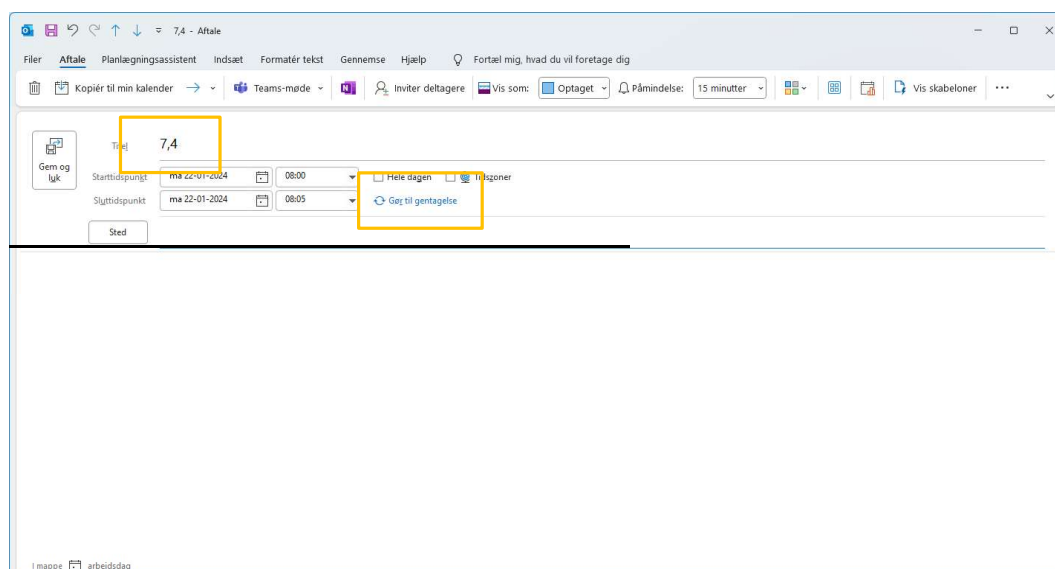 7,4 - Aftale
Filer Aftale Planlægningsassistent Indsæt Formatér tekst Gennemse Hjælp Fortæl mig, hvad du vil foretage dig
Kopiér til min kalender Teams-møde Inviter deltagere Vis som: Optaget Påmindelse: 15 minutter Vis skabeloner ...
Gem og
luk
Titel 7,4
Starttidspunkt ma 22-01-2024 08:00 Hele dagen Tidszoner
Sluttidspunkt ma 22-01-2024 08:05 Gør til gentagelse
Sted
I mappe arbejdsdag